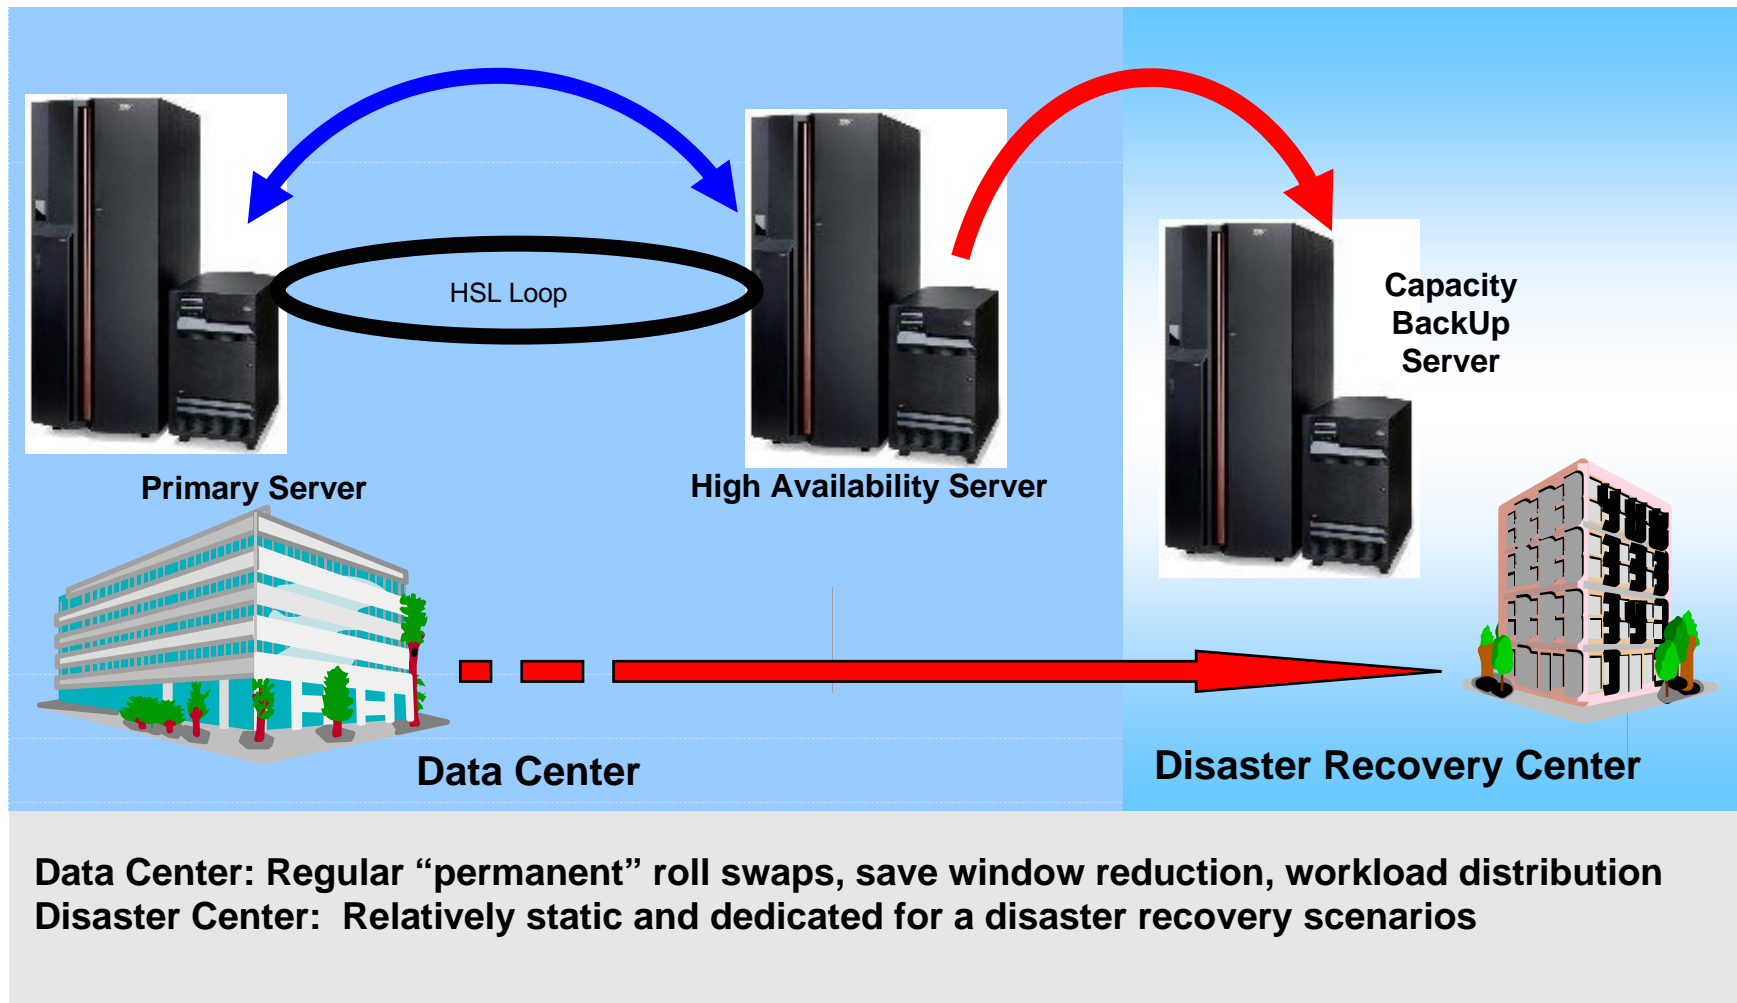 HSL Loop
Capacity
BackUp
Server
Primary Server
High Availability Server
Data Center
Disaster Recovery Center
Data Center: Regular “permanent” roll swaps, save window reduction, workload distribution
Disaster Center:  Relatively static and dedicated for a disaster recovery scenarios